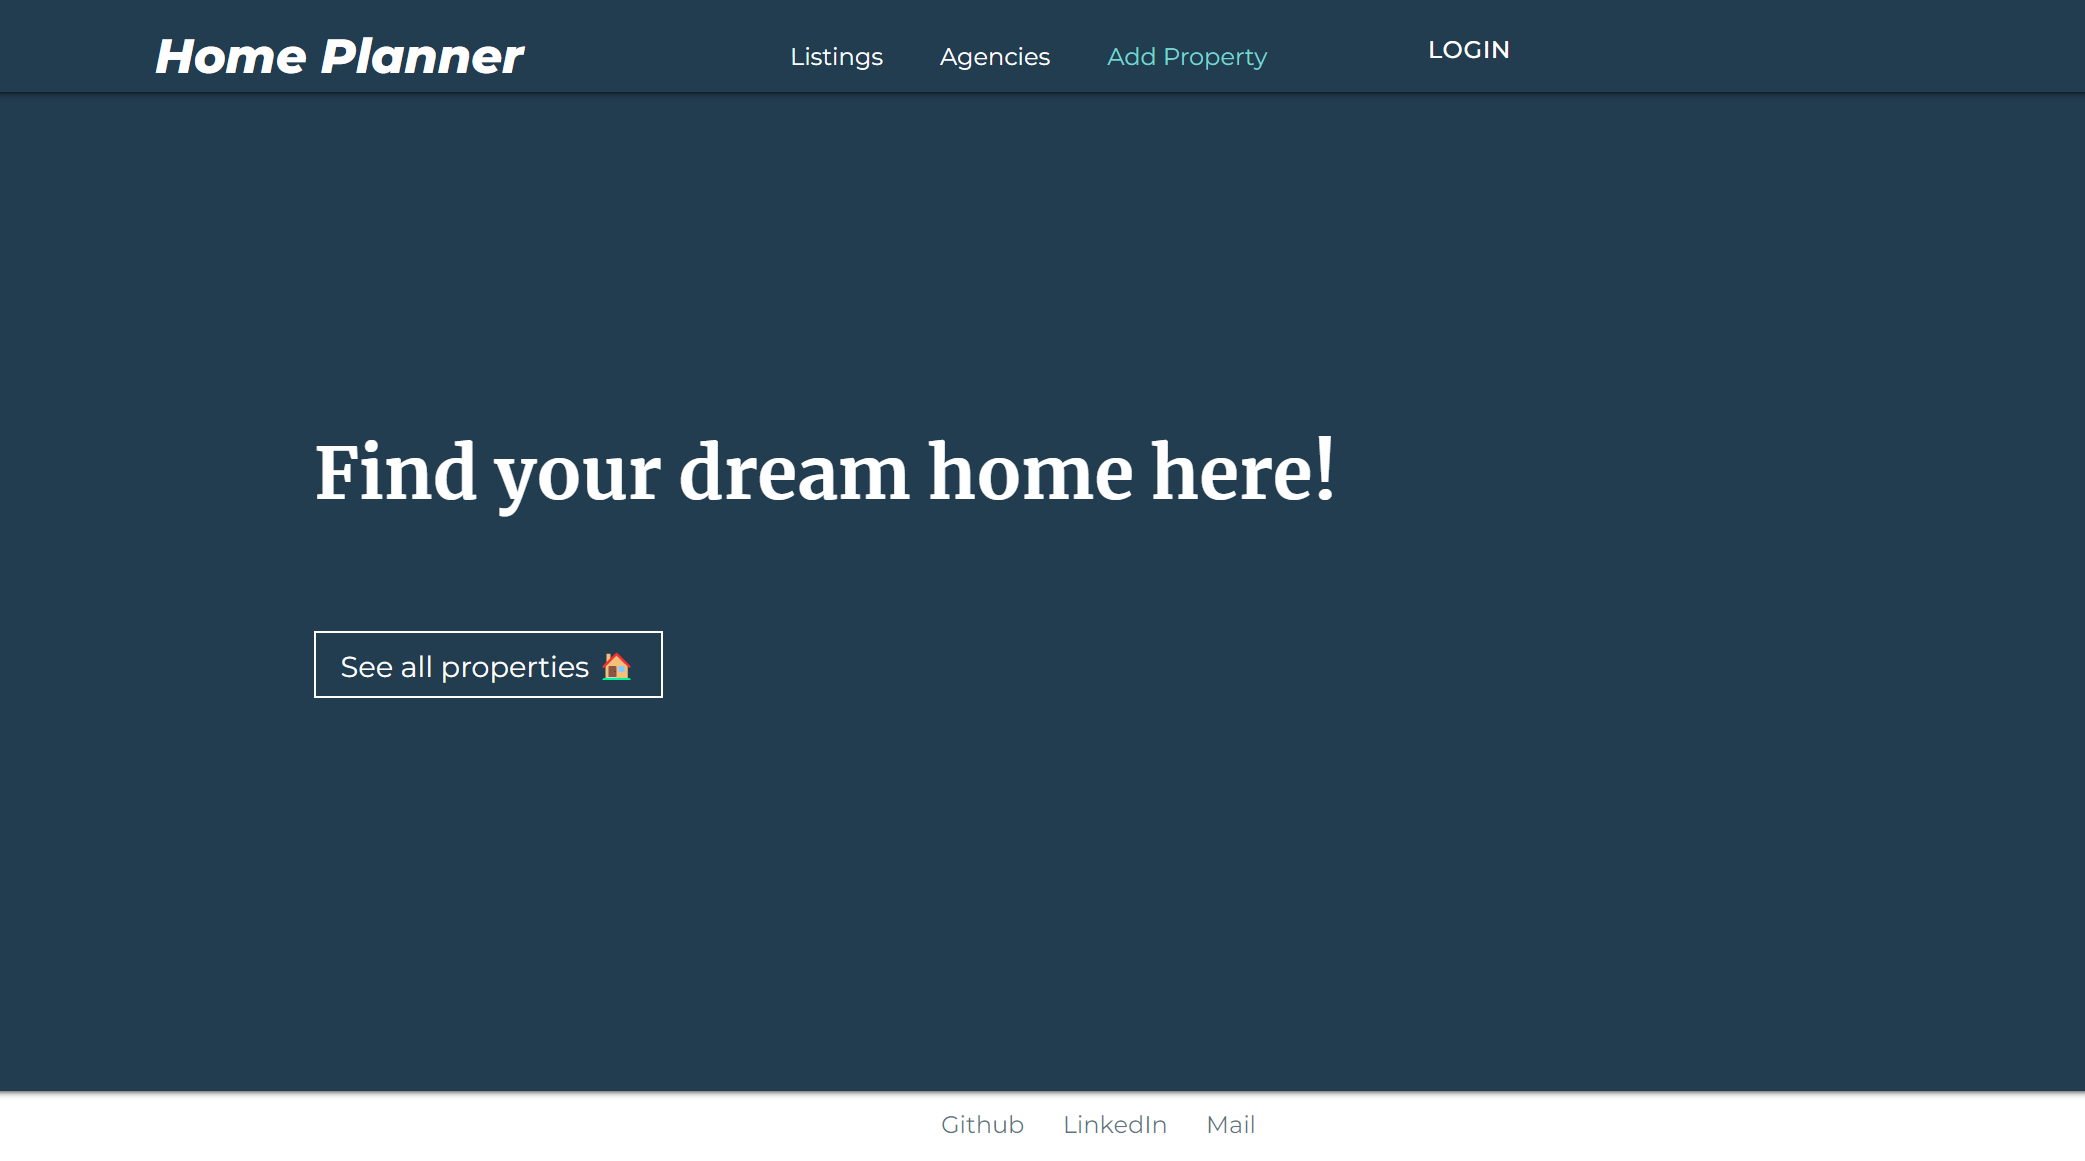 Home Planner
Listings Agencies Add Property LOGIN
Find your dream home here!
See all properties 🏠
Github LinkedIn Mail